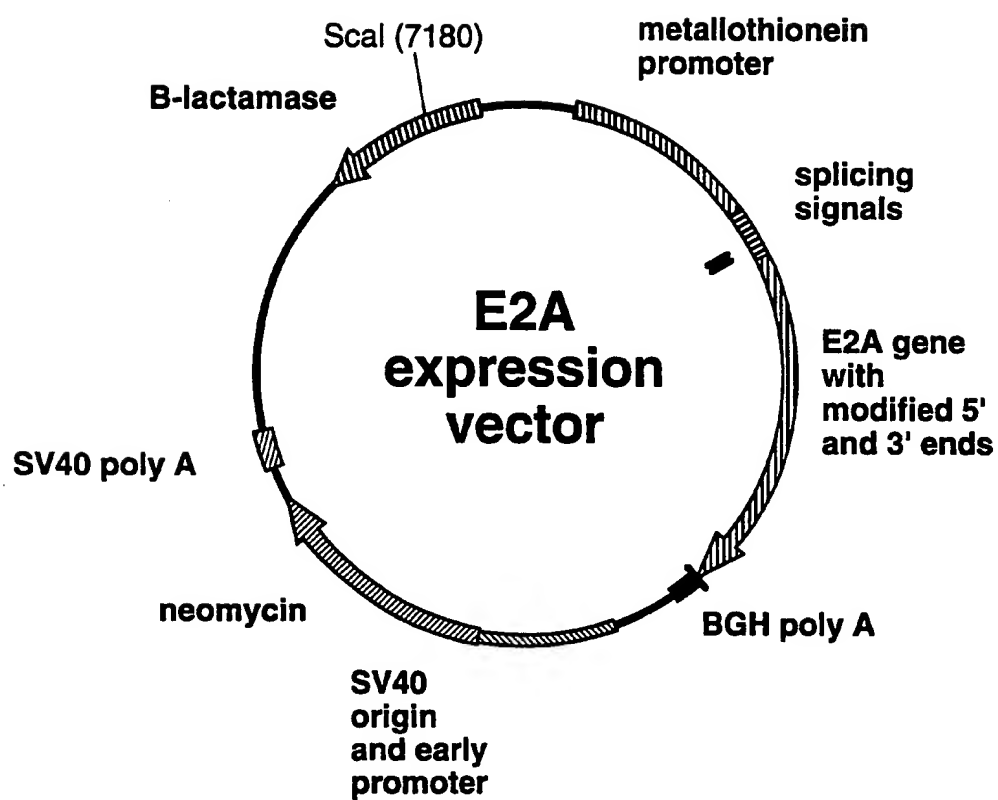 ScaI (7180)
metallothionein
promoter
B-lactamase
splicing
signals
E2A
expression
vector
E2A gene
with
modified 5'
and 3' ends
SV40 poly A
neomycin
BGH poly A
SV40
origin
and early
promoter